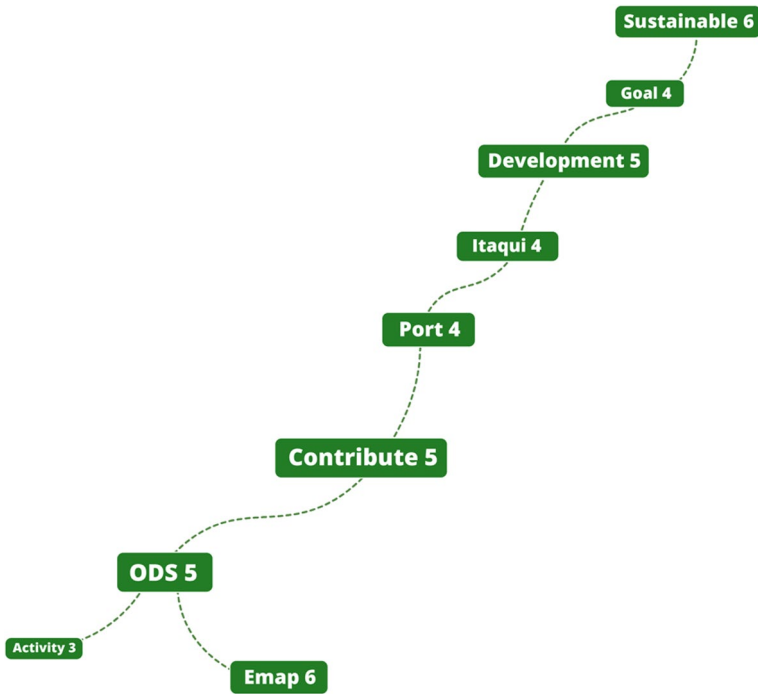 Sustainable 6
Goal 4
Development 5
Itaqui 4
Port 4
Contribute 5
ODS 5
Activity 3
Emap 6